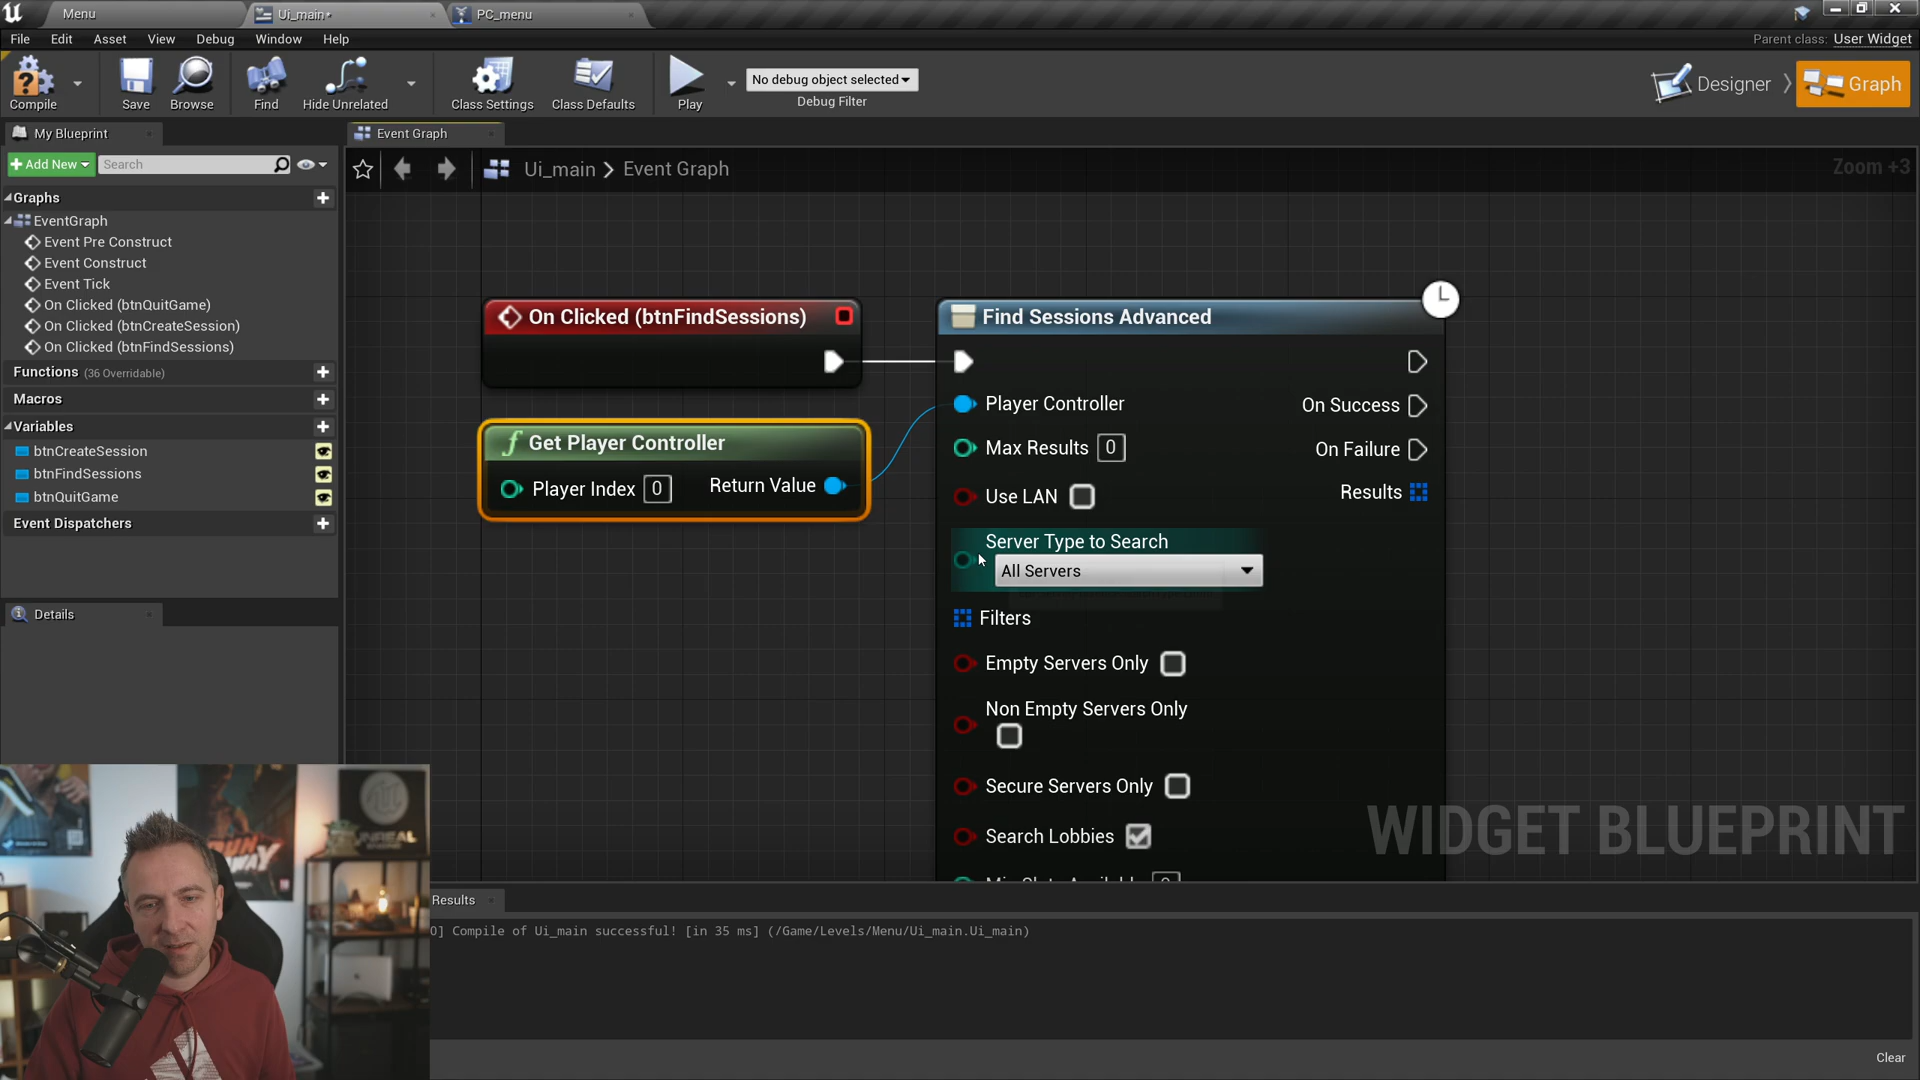 Menu
Ui_main•
PC_menu
File Edit Asset View Debug Window Help
Parent class: User Widget
Compile
Save
Browse
Find
Hide Unrelated
Class Settings
Class Defaults
Play
No debug object selected
Debug Filter
Designer
Graph
My Blueprint
Event Graph
Add New
Search
Ui_main > Event Graph
Zoom +3
Graphs
EventGraph
Event Pre Construct
Event Construct
Event Tick
On Clicked (btnQuitGame)
On Clicked (btnCreateSession)
On Clicked (btnFindSessions)
Functions (36 Overridable)
Macros
Variables
btnCreateSession
btnFindSessions
btnQuitGame
Event Dispatchers
Details
On Clicked (btnFindSessions)
Get Player Controller
Player Index 0
Return Value
Find Sessions Advanced
Player Controller
On Success
Max Results 0
On Failure
Use LAN
Results
Server Type to Search
All Servers
Filters
Empty Servers Only
Non Empty Servers Only
Secure Servers Only
Search Lobbies
WIDGET BLUEPRINT
Results
0] Compile of Ui_main successful! [in 35 ms] (/Game/Levels/Menu/Ui_main.Ui_main)
Clear